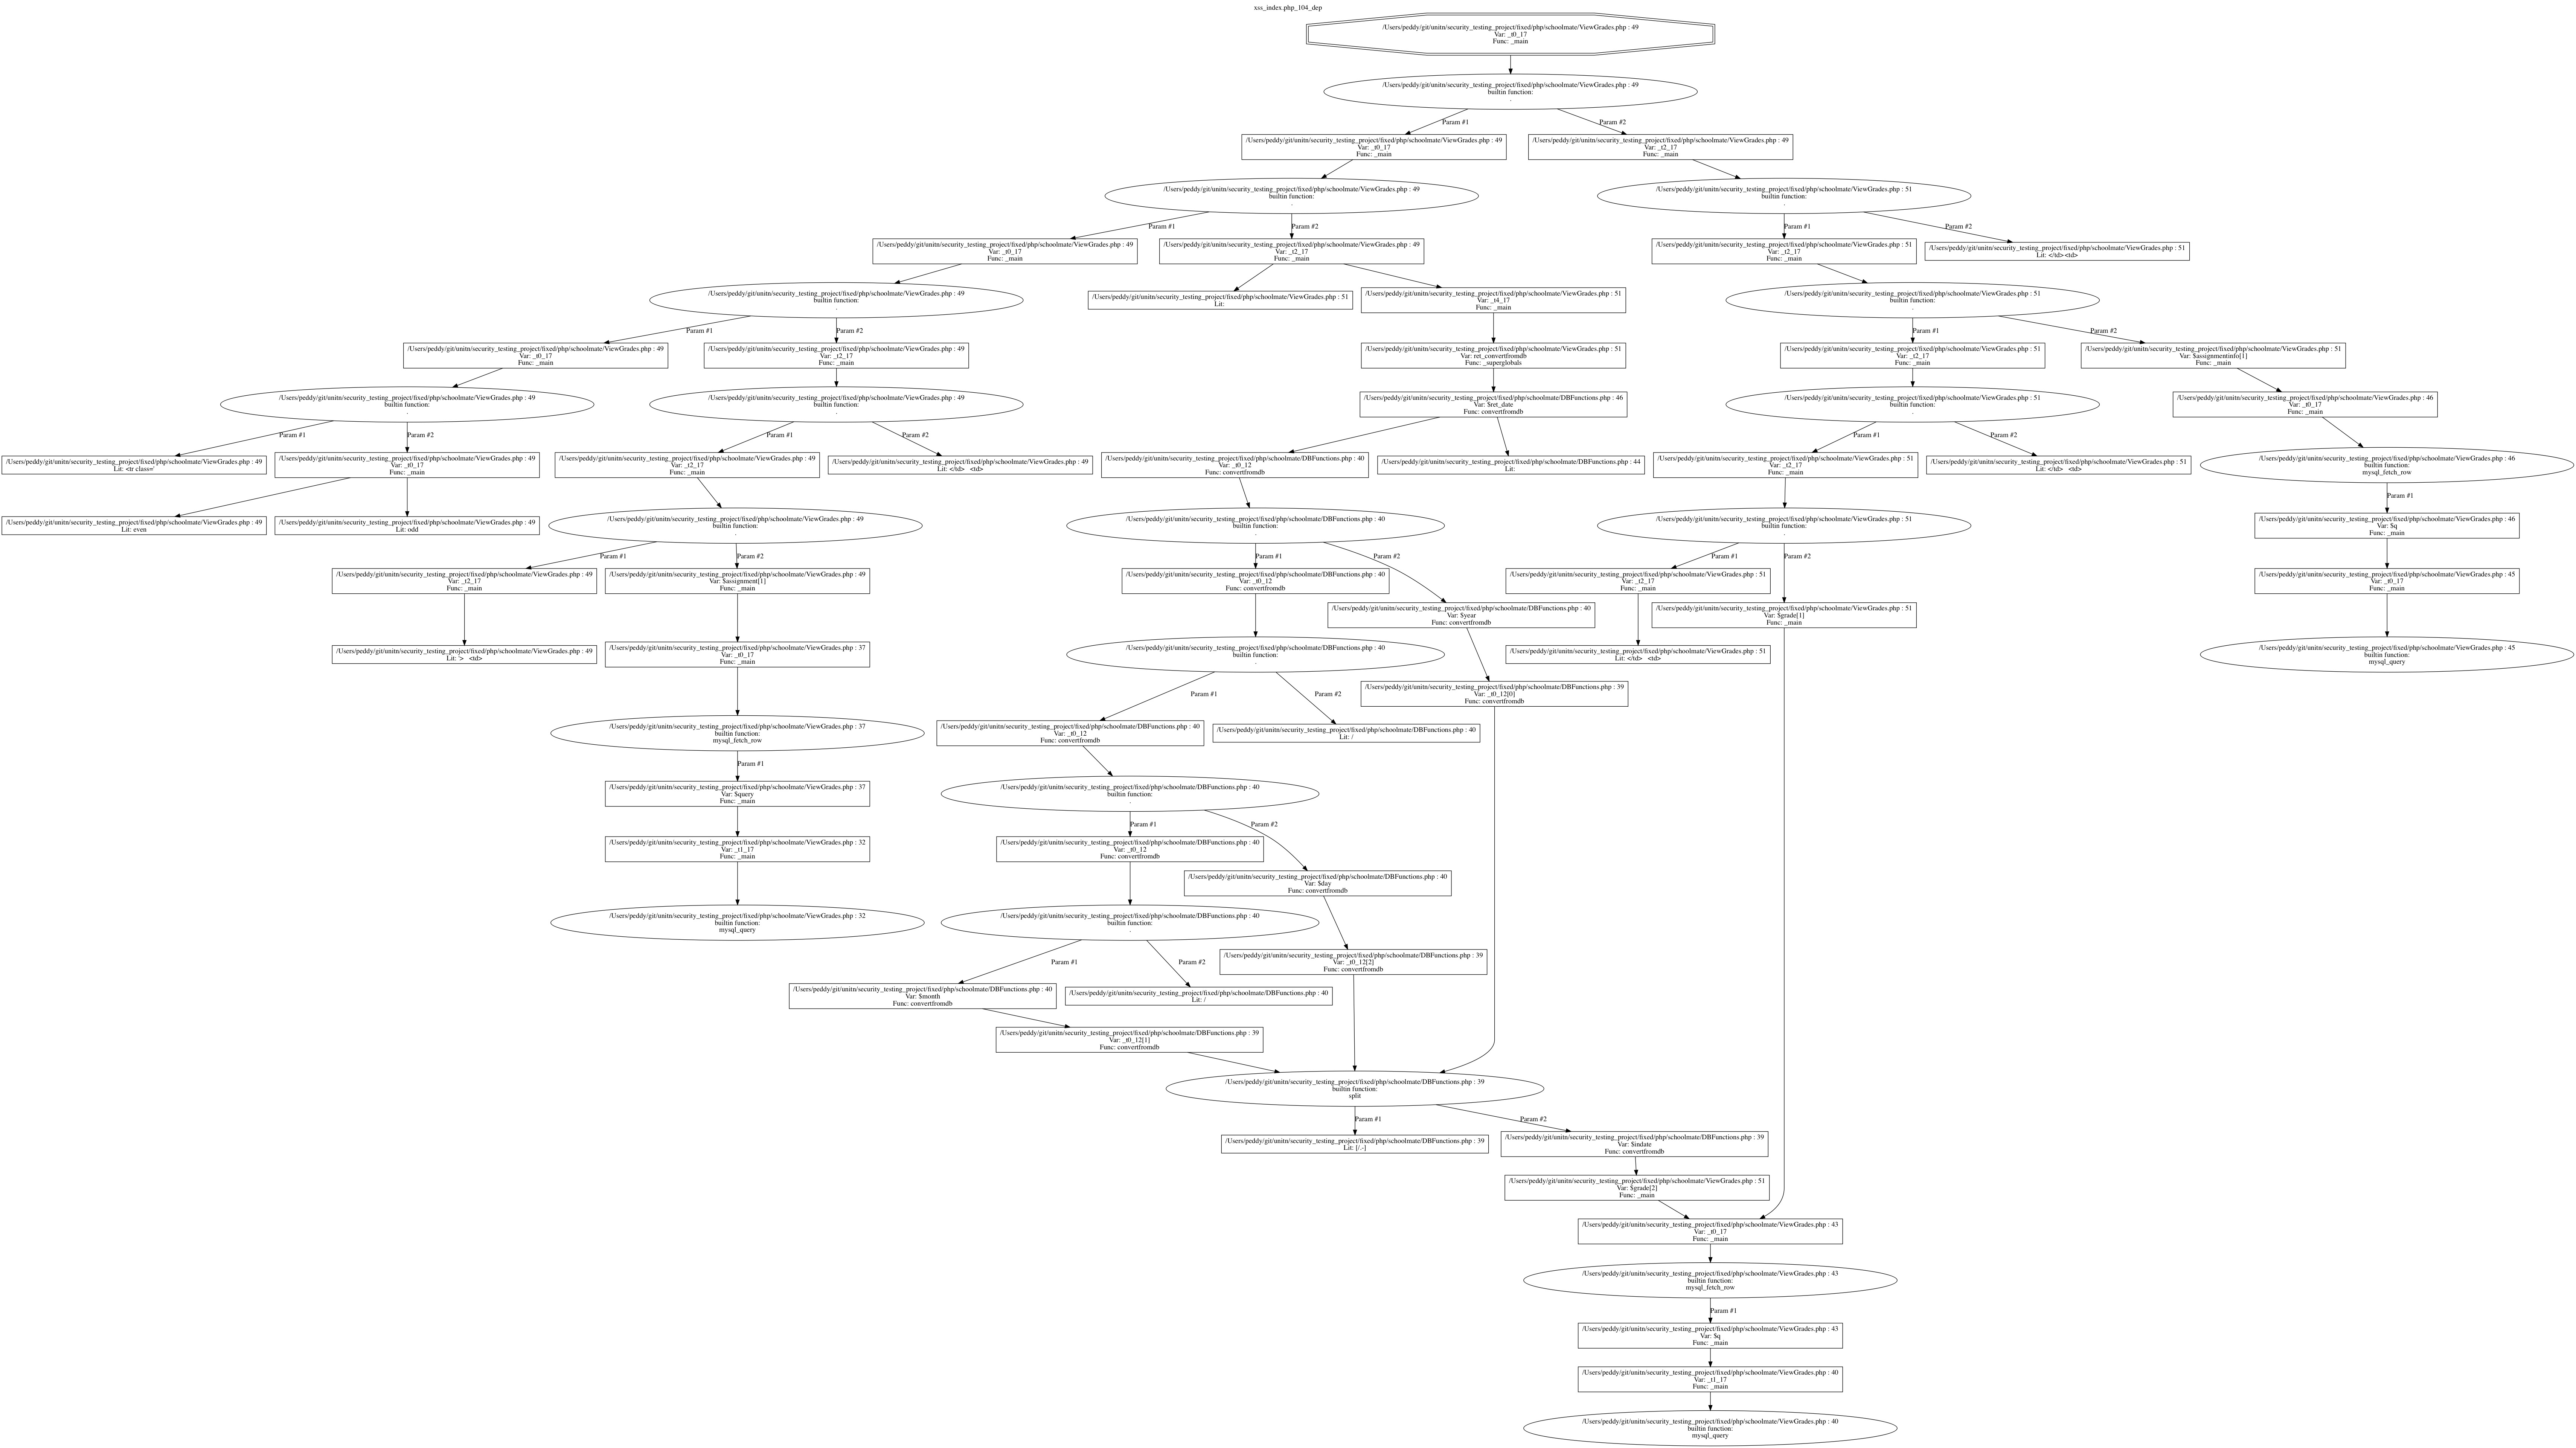 xss_index.php_104_dep
/Users/peddy/git/unitn/security_testing_project/fixed/php/schoolmate/ViewGrades.php : 49
Var: _t0_17
Func: _main
/Users/peddy/git/unitn/security_testing_project/fixed/php/schoolmate/ViewGrades.php : 49
builtin function:
.
Param #1
Param #2
/Users/peddy/git/unitn/security_testing_project/fixed/php/schoolmate/ViewGrades.php : 49
Var: _t0_17
Func: _main
/Users/peddy/git/unitn/security_testing_project/fixed/php/schoolmate/ViewGrades.php : 49
Var: _t2_17
Func: _main
/Users/peddy/git/unitn/security_testing_project/fixed/php/schoolmate/ViewGrades.php : 49
builtin function:
.
/Users/peddy/git/unitn/security_testing_project/fixed/php/schoolmate/ViewGrades.php : 51
builtin function:
.
Param #1
Param #2
Param #1
Param #2
/Users/peddy/git/unitn/security_testing_project/fixed/php/schoolmate/ViewGrades.php : 49
Var: _t0_17
Func: _main
/Users/peddy/git/unitn/security_testing_project/fixed/php/schoolmate/ViewGrades.php : 49
Var: _t2_17
Func: _main
/Users/peddy/git/unitn/security_testing_project/fixed/php/schoolmate/ViewGrades.php : 51
Var: _t2_17
Func: _main
/Users/peddy/git/unitn/security_testing_project/fixed/php/schoolmate/ViewGrades.php : 51
Lit: </td><td>
/Users/peddy/git/unitn/security_testing_project/fixed/php/schoolmate/ViewGrades.php : 49
builtin function:
.
/Users/peddy/git/unitn/security_testing_project/fixed/php/schoolmate/ViewGrades.php : 51
Lit:
/Users/peddy/git/unitn/security_testing_project/fixed/php/schoolmate/ViewGrades.php : 51
Var: _t4_17
Func: _main
/Users/peddy/git/unitn/security_testing_project/fixed/php/schoolmate/ViewGrades.php : 51
builtin function:
.
Param #1
Param #2
Param #1
Param #2
/Users/peddy/git/unitn/security_testing_project/fixed/php/schoolmate/ViewGrades.php : 49
Var: _t0_17
Func: _main
/Users/peddy/git/unitn/security_testing_project/fixed/php/schoolmate/ViewGrades.php : 49
Var: _t2_17
Func: _main
/Users/peddy/git/unitn/security_testing_project/fixed/php/schoolmate/ViewGrades.php : 51
Var: ret_convertfromdb
Func: _superglobals
/Users/peddy/git/unitn/security_testing_project/fixed/php/schoolmate/ViewGrades.php : 51
Var: _t2_17
Func: _main
/Users/peddy/git/unitn/security_testing_project/fixed/php/schoolmate/ViewGrades.php : 51
Var: $assignmentinfo[1]
Func: _main
/Users/peddy/git/unitn/security_testing_project/fixed/php/schoolmate/ViewGrades.php : 49
builtin function:
.
/Users/peddy/git/unitn/security_testing_project/fixed/php/schoolmate/ViewGrades.php : 49
builtin function:
.
/Users/peddy/git/unitn/security_testing_project/fixed/php/schoolmate/DBFunctions.php : 46
Var: $ret_date
Func: convertfromdb
/Users/peddy/git/unitn/security_testing_project/fixed/php/schoolmate/ViewGrades.php : 51
builtin function:
.
/Users/peddy/git/unitn/security_testing_project/fixed/php/schoolmate/ViewGrades.php : 46
Var: _t0_17
Func: _main
Param #1
Param #2
Param #1
Param #2
Param #1
Param #2
/Users/peddy/git/unitn/security_testing_project/fixed/php/schoolmate/ViewGrades.php : 49
Lit: <tr class='
/Users/peddy/git/unitn/security_testing_project/fixed/php/schoolmate/ViewGrades.php : 49
Var: _t0_17
Func: _main
/Users/peddy/git/unitn/security_testing_project/fixed/php/schoolmate/ViewGrades.php : 49
Var: _t2_17
Func: _main
/Users/peddy/git/unitn/security_testing_project/fixed/php/schoolmate/ViewGrades.php : 49
Lit: </td>   <td>
/Users/peddy/git/unitn/security_testing_project/fixed/php/schoolmate/DBFunctions.php : 40
Var: _t0_12
Func: convertfromdb
/Users/peddy/git/unitn/security_testing_project/fixed/php/schoolmate/DBFunctions.php : 44
Lit:
/Users/peddy/git/unitn/security_testing_project/fixed/php/schoolmate/ViewGrades.php : 51
Var: _t2_17
Func: _main
/Users/peddy/git/unitn/security_testing_project/fixed/php/schoolmate/ViewGrades.php : 51
Lit: </td>   <td>
/Users/peddy/git/unitn/security_testing_project/fixed/php/schoolmate/ViewGrades.php : 46
builtin function:
mysql_fetch_row
Param #1
/Users/peddy/git/unitn/security_testing_project/fixed/php/schoolmate/ViewGrades.php : 49
Lit: even
/Users/peddy/git/unitn/security_testing_project/fixed/php/schoolmate/ViewGrades.php : 49
Lit: odd
/Users/peddy/git/unitn/security_testing_project/fixed/php/schoolmate/ViewGrades.php : 49
builtin function:
.
/Users/peddy/git/unitn/security_testing_project/fixed/php/schoolmate/DBFunctions.php : 40
builtin function:
.
/Users/peddy/git/unitn/security_testing_project/fixed/php/schoolmate/ViewGrades.php : 51
builtin function:
.
/Users/peddy/git/unitn/security_testing_project/fixed/php/schoolmate/ViewGrades.php : 46
Var: $q
Func: _main
Param #1
Param #2
Param #1
Param #2
Param #1
Param #2
/Users/peddy/git/unitn/security_testing_project/fixed/php/schoolmate/ViewGrades.php : 49
Var: _t2_17
Func: _main
/Users/peddy/git/unitn/security_testing_project/fixed/php/schoolmate/ViewGrades.php : 49
Var: $assignment[1]
Func: _main
/Users/peddy/git/unitn/security_testing_project/fixed/php/schoolmate/DBFunctions.php : 40
Var: _t0_12
Func: convertfromdb
/Users/peddy/git/unitn/security_testing_project/fixed/php/schoolmate/ViewGrades.php : 51
Var: _t2_17
Func: _main
/Users/peddy/git/unitn/security_testing_project/fixed/php/schoolmate/ViewGrades.php : 45
Var: _t0_17
Func: _main
/Users/peddy/git/unitn/security_testing_project/fixed/php/schoolmate/DBFunctions.php : 40
Var: $year
Func: convertfromdb
/Users/peddy/git/unitn/security_testing_project/fixed/php/schoolmate/ViewGrades.php : 51
Var: $grade[1]
Func: _main
/Users/peddy/git/unitn/security_testing_project/fixed/php/schoolmate/ViewGrades.php : 49
Lit: '>   <td>
/Users/peddy/git/unitn/security_testing_project/fixed/php/schoolmate/ViewGrades.php : 37
Var: _t0_17
Func: _main
/Users/peddy/git/unitn/security_testing_project/fixed/php/schoolmate/DBFunctions.php : 40
builtin function:
.
/Users/peddy/git/unitn/security_testing_project/fixed/php/schoolmate/ViewGrades.php : 51
Lit: </td>   <td>
/Users/peddy/git/unitn/security_testing_project/fixed/php/schoolmate/ViewGrades.php : 45
builtin function:
mysql_query
Param #1
Param #2
/Users/peddy/git/unitn/security_testing_project/fixed/php/schoolmate/DBFunctions.php : 39
Var: _t0_12[0]
Func: convertfromdb
/Users/peddy/git/unitn/security_testing_project/fixed/php/schoolmate/ViewGrades.php : 37
builtin function:
mysql_fetch_row
/Users/peddy/git/unitn/security_testing_project/fixed/php/schoolmate/DBFunctions.php : 40
Var: _t0_12
Func: convertfromdb
/Users/peddy/git/unitn/security_testing_project/fixed/php/schoolmate/DBFunctions.php : 40
Lit: /
Param #1
/Users/peddy/git/unitn/security_testing_project/fixed/php/schoolmate/ViewGrades.php : 37
Var: $query
Func: _main
/Users/peddy/git/unitn/security_testing_project/fixed/php/schoolmate/DBFunctions.php : 40
builtin function:
.
Param #1
Param #2
/Users/peddy/git/unitn/security_testing_project/fixed/php/schoolmate/ViewGrades.php : 32
Var: _t1_17
Func: _main
/Users/peddy/git/unitn/security_testing_project/fixed/php/schoolmate/DBFunctions.php : 40
Var: _t0_12
Func: convertfromdb
/Users/peddy/git/unitn/security_testing_project/fixed/php/schoolmate/DBFunctions.php : 40
Var: $day
Func: convertfromdb
/Users/peddy/git/unitn/security_testing_project/fixed/php/schoolmate/ViewGrades.php : 32
builtin function:
mysql_query
/Users/peddy/git/unitn/security_testing_project/fixed/php/schoolmate/DBFunctions.php : 40
builtin function:
.
Param #1
Param #2
/Users/peddy/git/unitn/security_testing_project/fixed/php/schoolmate/DBFunctions.php : 39
Var: _t0_12[2]
Func: convertfromdb
/Users/peddy/git/unitn/security_testing_project/fixed/php/schoolmate/DBFunctions.php : 40
Var: $month
Func: convertfromdb
/Users/peddy/git/unitn/security_testing_project/fixed/php/schoolmate/DBFunctions.php : 40
Lit: /
/Users/peddy/git/unitn/security_testing_project/fixed/php/schoolmate/DBFunctions.php : 39
Var: _t0_12[1]
Func: convertfromdb
/Users/peddy/git/unitn/security_testing_project/fixed/php/schoolmate/DBFunctions.php : 39
builtin function:
split
Param #1
Param #2
/Users/peddy/git/unitn/security_testing_project/fixed/php/schoolmate/DBFunctions.php : 39
Lit: [/.-]
/Users/peddy/git/unitn/security_testing_project/fixed/php/schoolmate/DBFunctions.php : 39
Var: $indate
Func: convertfromdb
/Users/peddy/git/unitn/security_testing_project/fixed/php/schoolmate/ViewGrades.php : 51
Var: $grade[2]
Func: _main
/Users/peddy/git/unitn/security_testing_project/fixed/php/schoolmate/ViewGrades.php : 43
Var: _t0_17
Func: _main
/Users/peddy/git/unitn/security_testing_project/fixed/php/schoolmate/ViewGrades.php : 43
builtin function:
mysql_fetch_row
Param #1
/Users/peddy/git/unitn/security_testing_project/fixed/php/schoolmate/ViewGrades.php : 43
Var: $q
Func: _main
/Users/peddy/git/unitn/security_testing_project/fixed/php/schoolmate/ViewGrades.php : 40
Var: _t1_17
Func: _main
/Users/peddy/git/unitn/security_testing_project/fixed/php/schoolmate/ViewGrades.php : 40
builtin function:
mysql_query